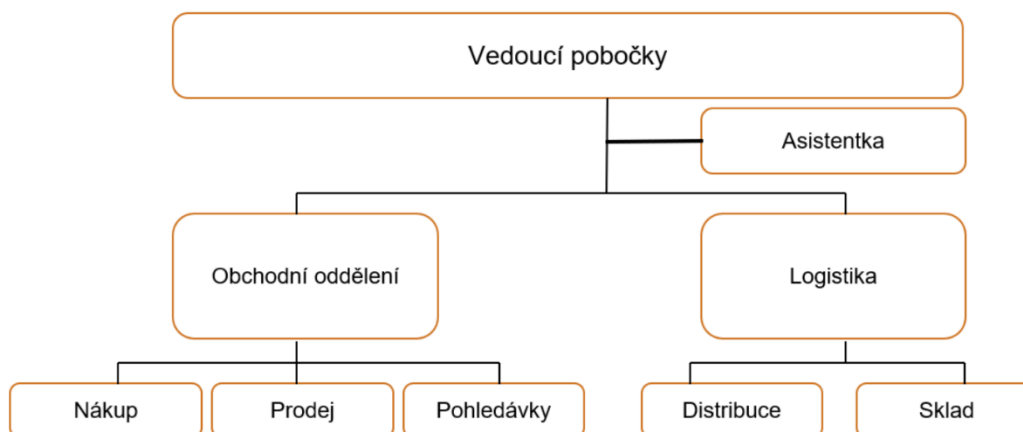 Vedoucí pobočky
Asistentka
Obchodní oddělení
Logistika
Nákup
Prodej
Pohledávky
Distribuce
Sklad